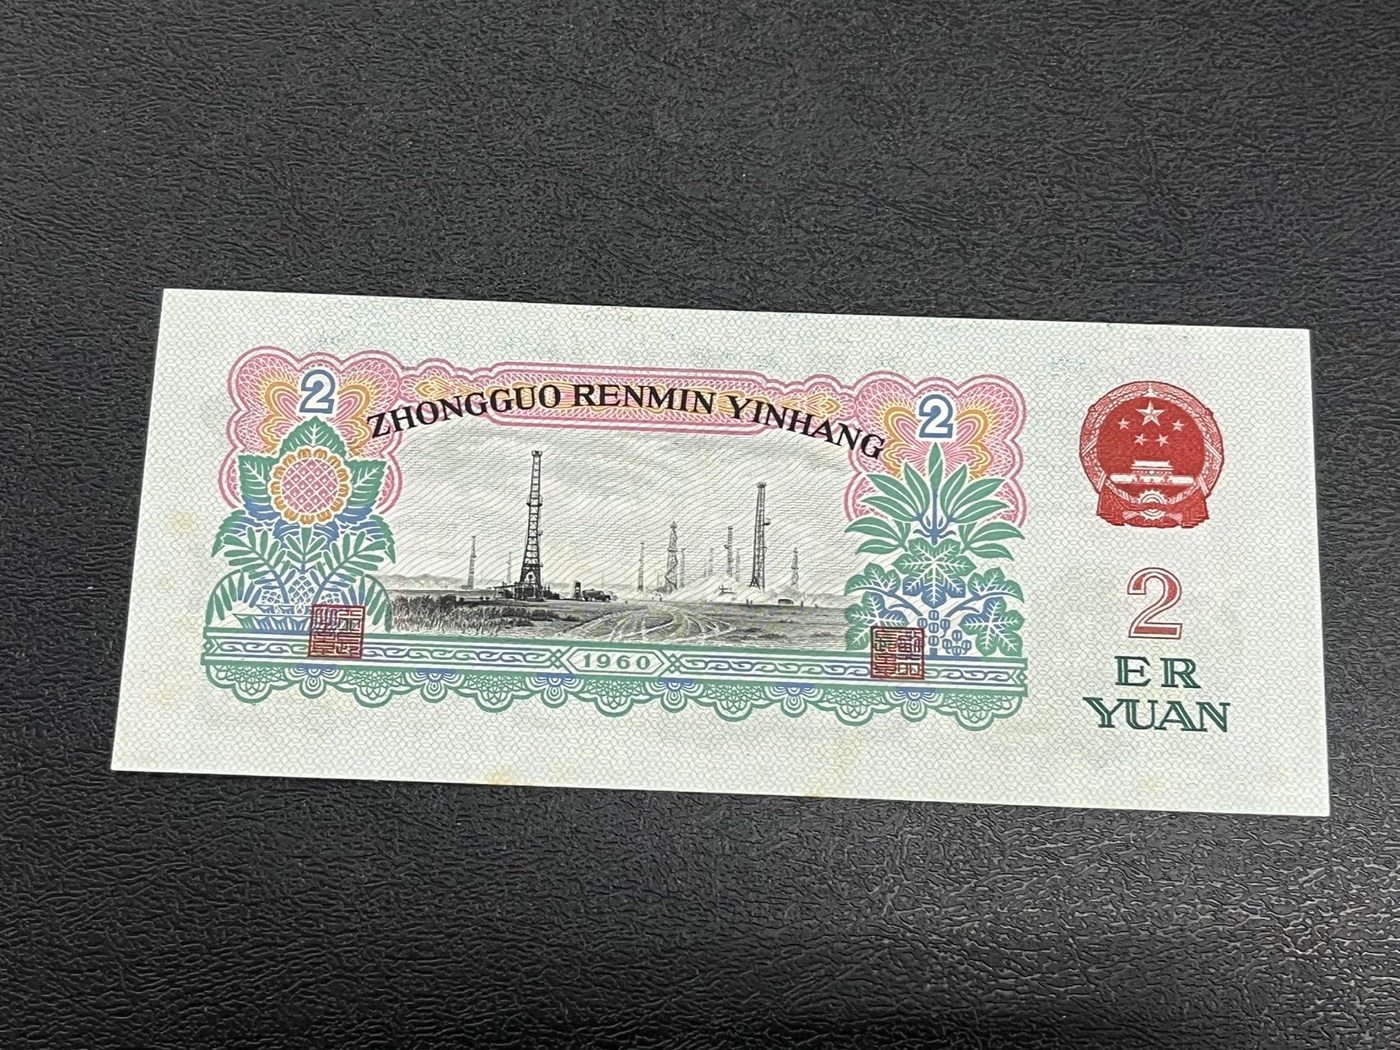 2
2
ZHONGGUO RENMIN YINHANG
1960
2
ER
YUAN